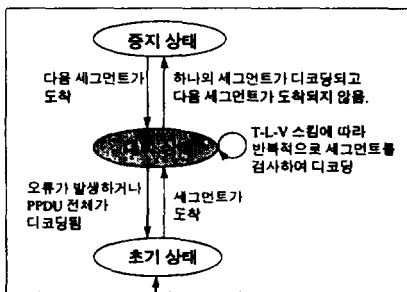 중지 상태
다음 세그먼트가
도착
하나의 세그먼트가 디코딩되고
다음 세그먼트가 도착되지 않음.
T-L-V 스킴에 따라
반복적으로 세그먼트를
검사하여 디코딩
오류가 발생하거나
PPDU 전체가
디코딩됨
세그먼트가
도착
초기 상태